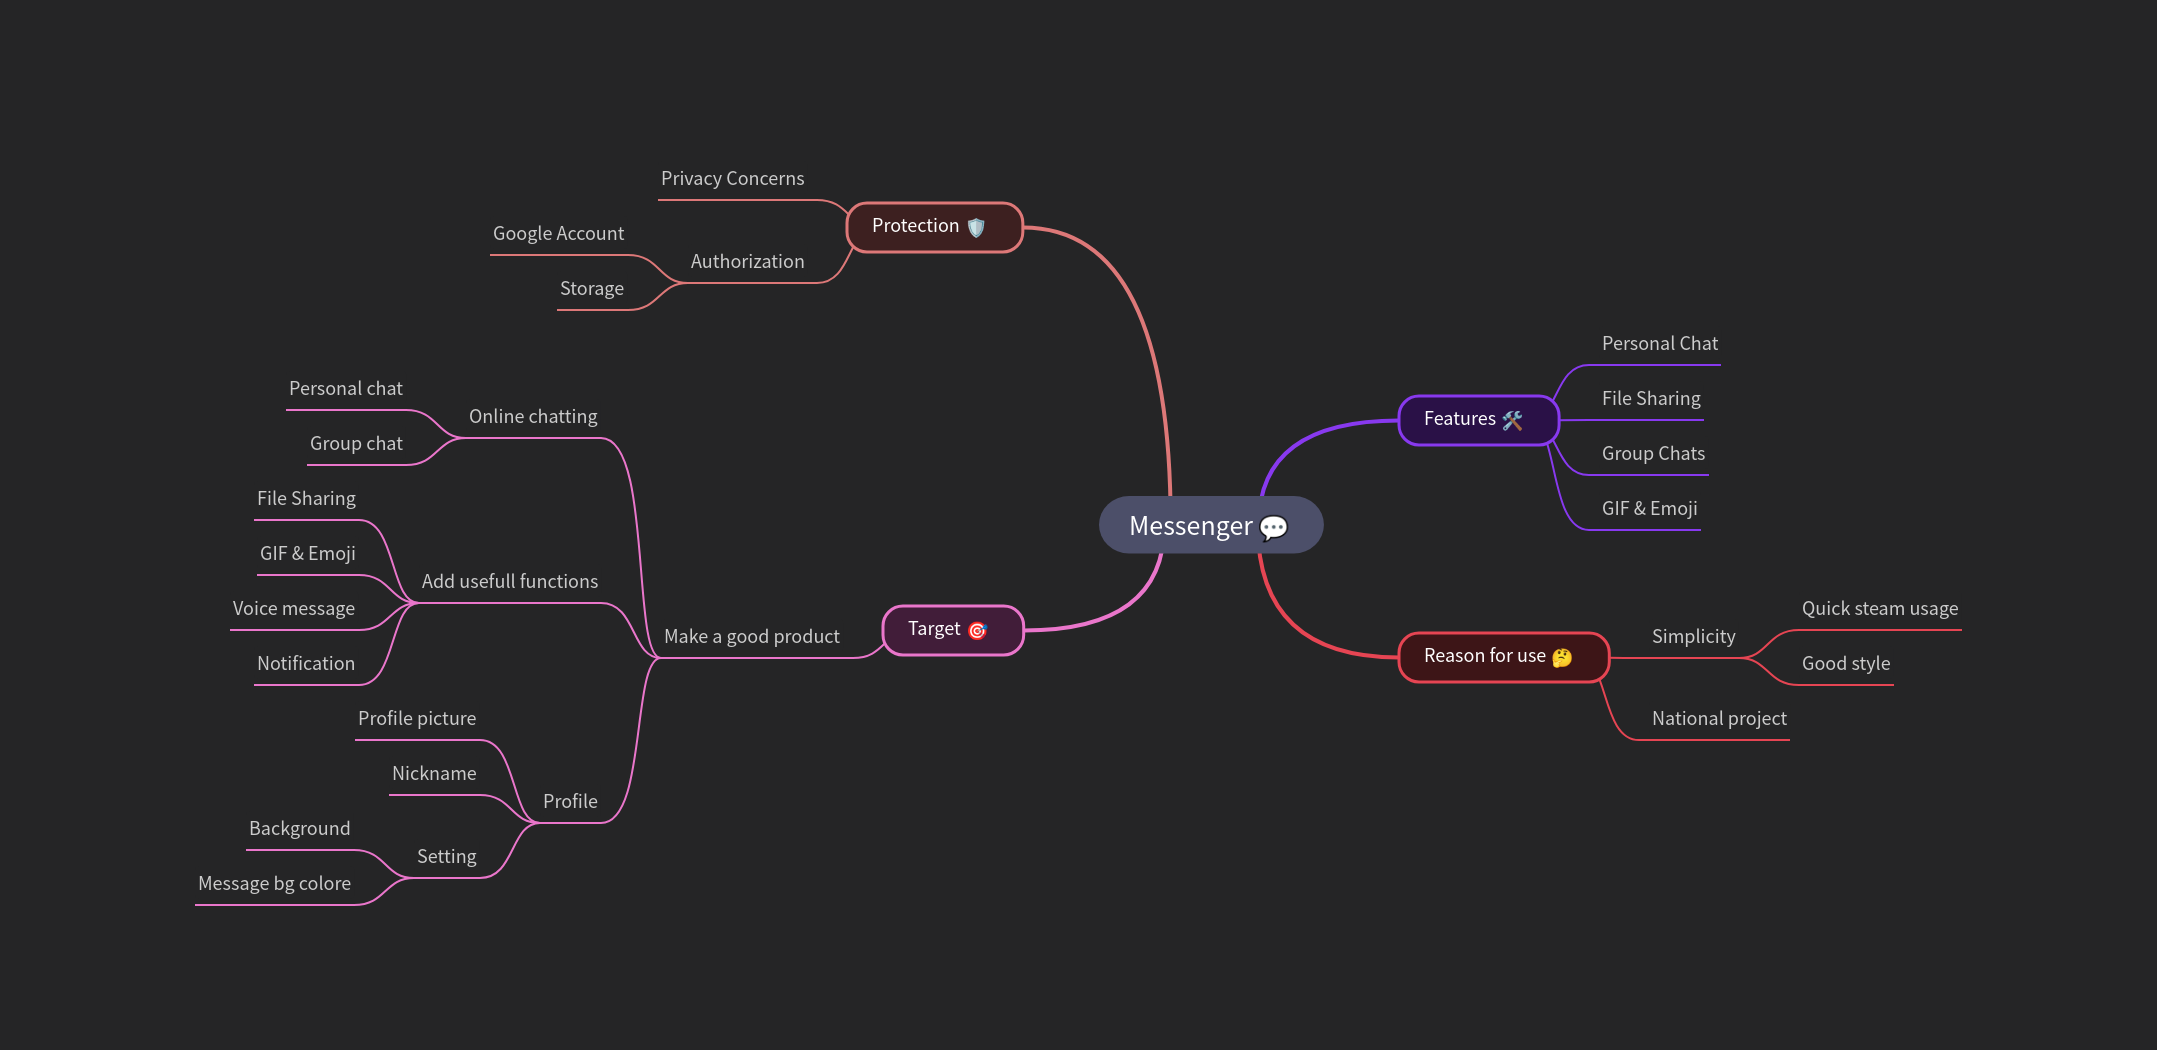 Messenger 💬
Protection 🛡️
Privacy Concerns
Authorization
Google Account
Storage
Features 🛠️
Personal Chat
File Sharing
Group Chats
GIF & Emoji
Target 🎯
Make a good product
Online chatting
Personal chat
Group chat
Add usefull functions
File Sharing
GIF & Emoji
Voice message
Notification
Profile
Profile picture
Nickname
Setting
Background
Message bg colore
Reason for use 🤔
Simplicity
Quick steam usage
Good style
National project